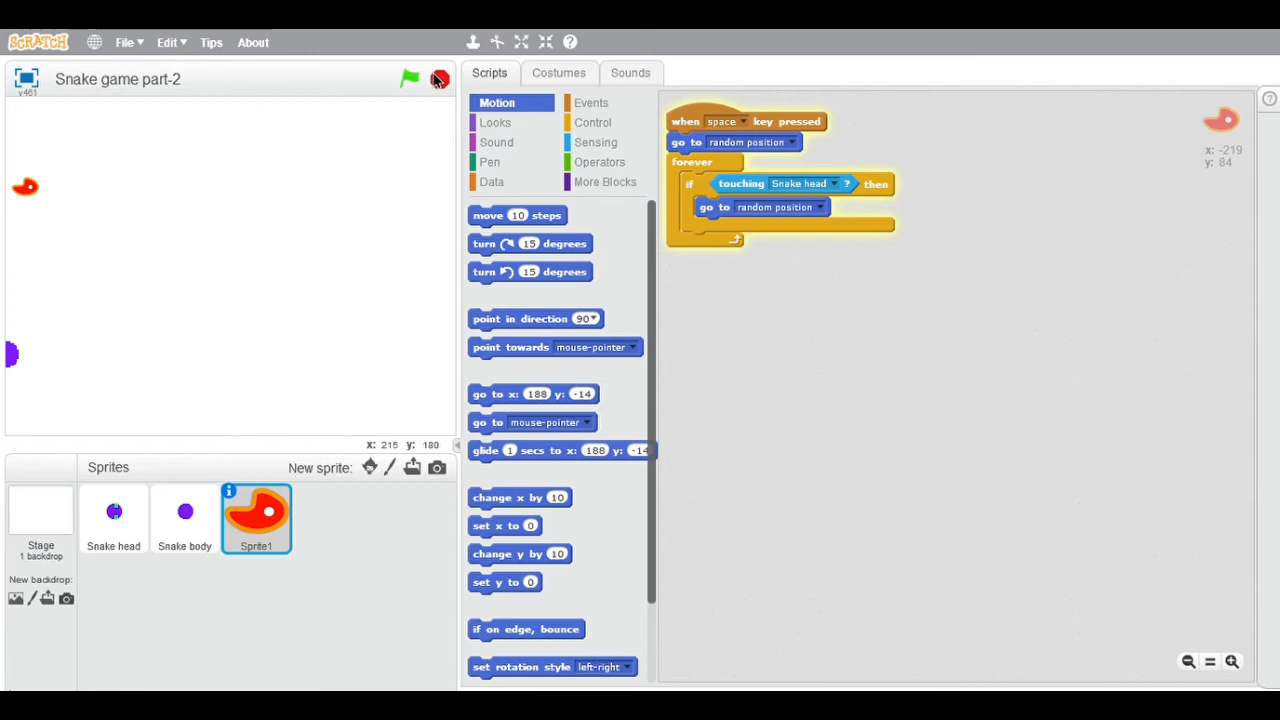 SCRATCH File Edit Tips About
v461 Snake game part-2
Scripts Costumes Sounds
Motion Events
Looks Control
Sound Sensing
Pen Operators
Data More Blocks
move 10 steps
turn 15 degrees
turn 15 degrees
point in direction 90
point towards mouse-pointer
go to x: 188 y: -14
go to mouse-pointer
glide 1 secs to x: 188 y: -14
change x by 10
set x to 0
change y by 10
set y to 0
if on edge, bounce
set rotation style left-right
when space key pressed
go to random position
forever
if touching Snake head ? then
go to random position
x: -219
y: 84
x: 215 y: 180
Sprites New sprite:
Stage
1 backdrop
New backdrop:
Snake head
Snake body
Sprite1